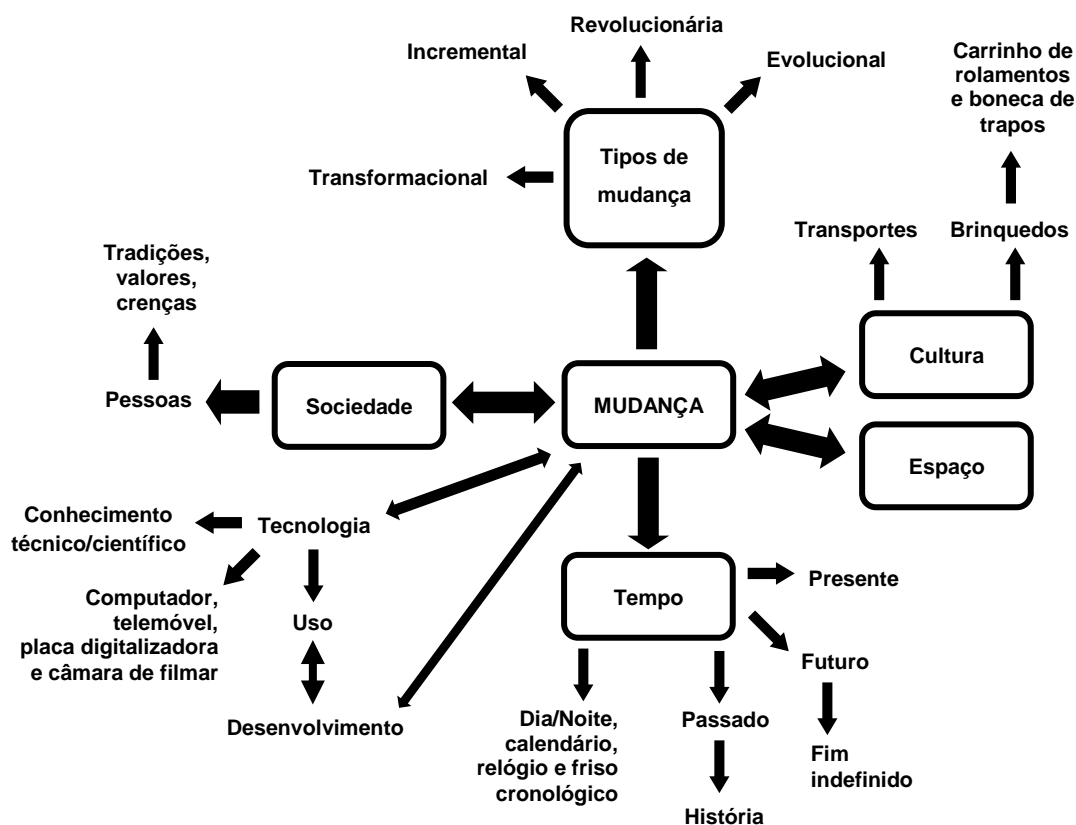 Revolucionária
Incremental
Evolucional
Carrinho de
rolamentos
e boneca de
trapos
Tipos de
mudança
Transformacional
Transportes
Brinquedos
Tradições,
valores,
crenças
Cultura
Pessoas
Sociedade
MUDANÇA
Espaço
Conhecimento
técnico/científico
Tecnologia
Computador,
telemóvel,
placa digitalizadora
e câmara de filmar
Uso
Desenvolvimento
Tempo
Presente
Futuro
Fim
indefinido
Dia/Noite,
calendário,
relógio e friso
cronológico
Passado
História